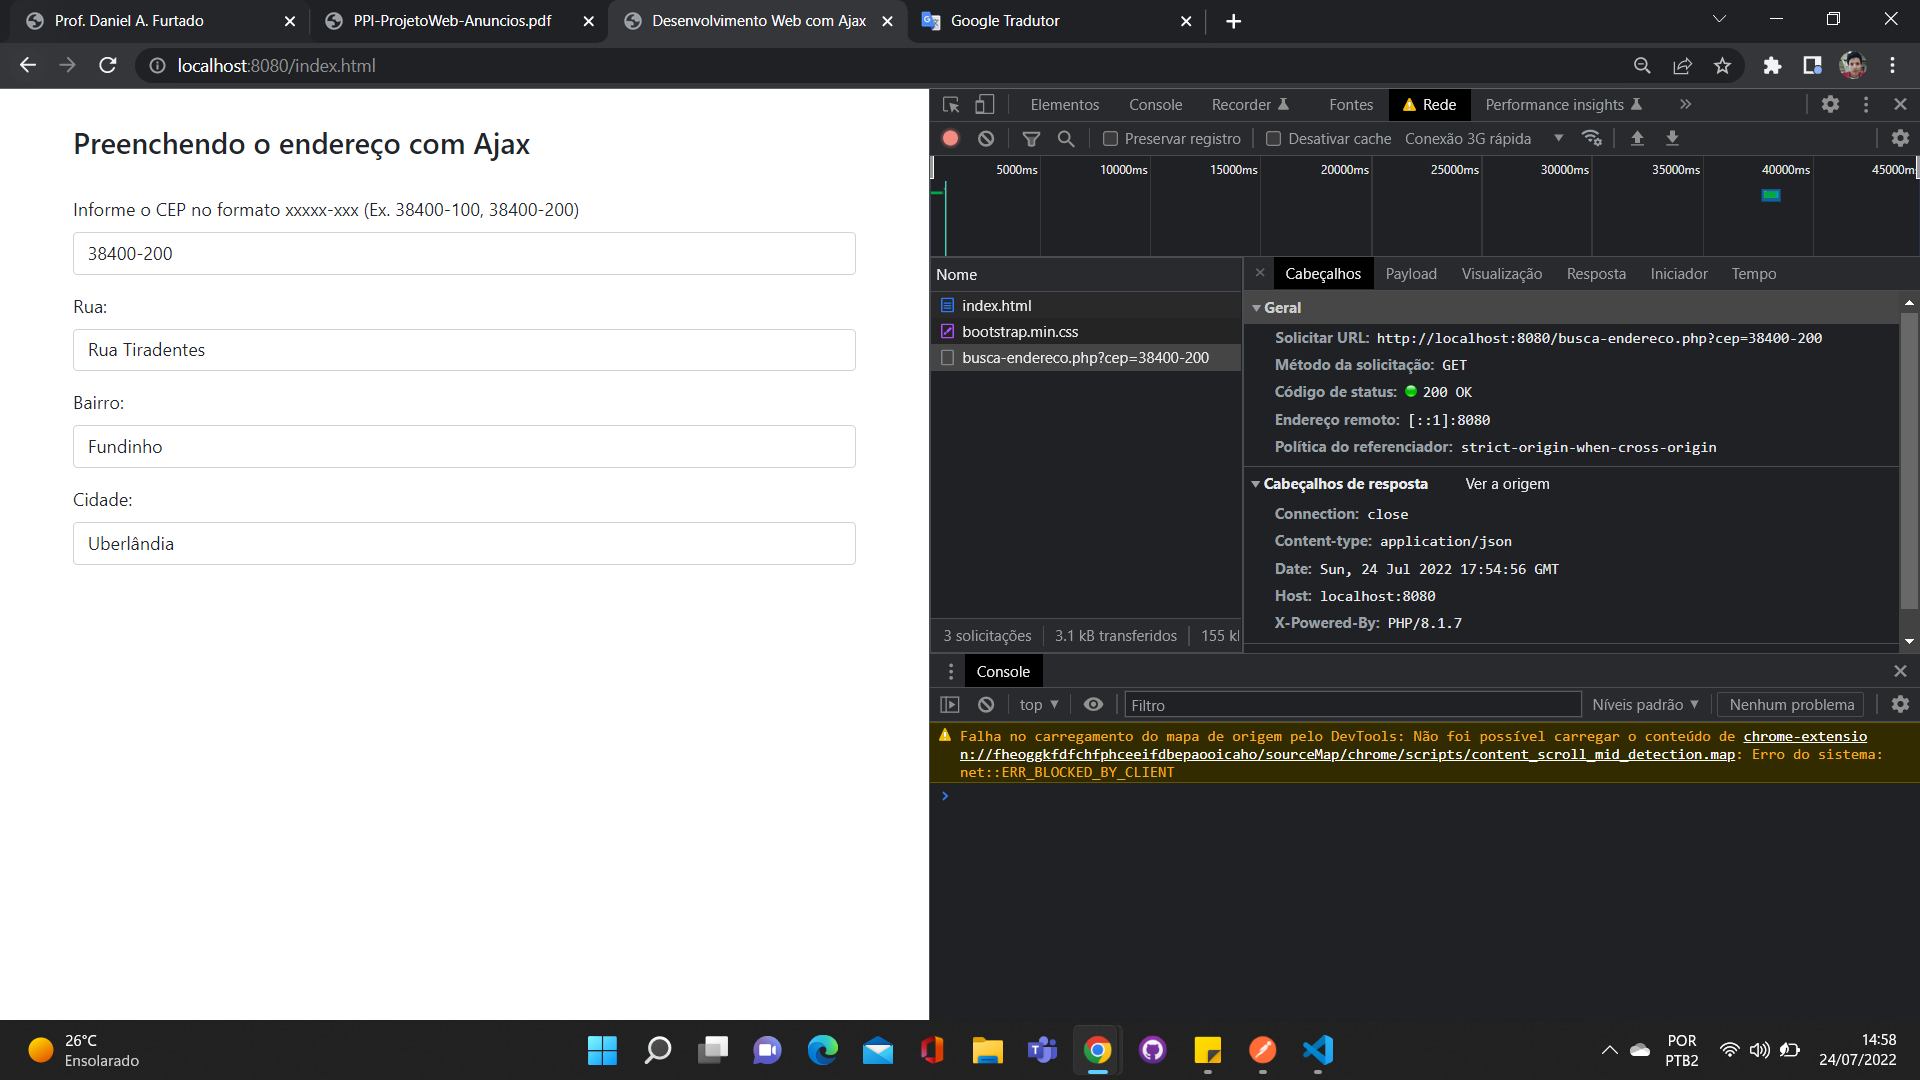 Prof. Daniel A. Furtado
PPI-ProjetoWeb-Anuncios.pdf
Desenvolvimento Web com Ajax
Google Tradutor
localhost:8080/index.html
Preenchendo o endereço com Ajax
Informe o CEP no formato xxxxx-xxx (Ex. 38400-100, 38400-200)
38400-200
Rua:
Rua Tiradentes
Bairro:
Fundinho
Cidade:
Uberlândia
Elementos Console Recorder Fontes Rede Performance insights
Preservar registro Desativar cache Conexão 3G rápida
5000ms 10000ms 15000ms 20000ms 25000ms 30000ms 35000ms 40000ms 45000m
Nome
index.html
bootstrap.min.css
busca-endereco.php?cep=38400-200
3 solicitações 3.1 kB transferidos 155 k
Cabeçalhos Payload Visualização Resposta Iniciador Tempo
Geral
Solicitar URL: http://localhost:8080/busca-endereco.php?cep=38400-200
Método da solicitação: GET
Código de status: 200 OK
Endereço remoto: [::1]:8080
Política do referenciador: strict-origin-when-cross-origin
Cabeçalhos de resposta Ver a origem
Connection: close
Content-type: application/json
Date: Sun, 24 Jul 2022 17:54:56 GMT
Host: localhost:8080
X-Powered-By: PHP/8.1.7
Console
top Filtro Níveis padrão Nenhum problema
Falha no carregamento do mapa de origem pelo DevTools: Não foi possível carregar o conteúdo de chrome-extensio
n://fheoggkfdfchfphceeifdbepaooicaho/sourceMap/chrome/scripts/content_scroll_mid_detection.map: Erro do sistema:
net::ERR_BLOCKED_BY_CLIENT
26°C
Ensolarado
POR
PTB2
14:58
24/07/2022